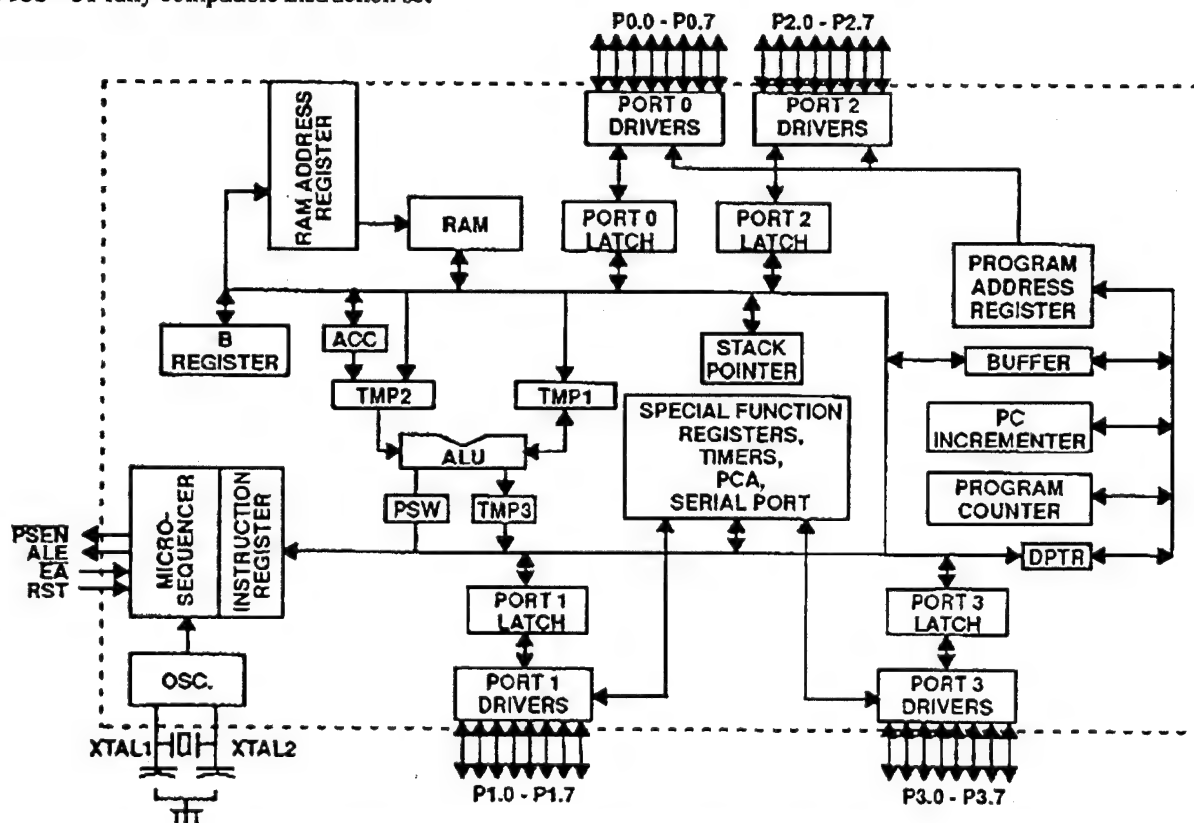 fully compatible instruction set
P0.0 - P0.7
P2.0 - P2.7
PORT 0
DRIVERS
PORT 2
DRIVERS
RAM ADDRESS
REGISTER
RAM
PORT 0
LATCH
PORT 2
LATCH
PROGRAM
ADDRESS
REGISTER
B
REGISTER
ACC
STACK
POINTER
BUFFER
TMP2
TMP1
SPECIAL FUNCTION
REGISTERS,
TIMERS,
PCA,
SERIAL PORT
PC
INCREMENTER
ALU
PROGRAM
COUNTER
PSW
TMP3
PSEN
ALE
EA
RST
MICRO-
SEQUENCER
INSTRUCTION
REGISTER
DPTR
PORT 1
LATCH
PORT 3
LATCH
OSC.
PORT 1
DRIVERS
PORT 3
DRIVERS
XTAL1
XTAL2
P1.0 - P1.7
P3.0 - P3.7